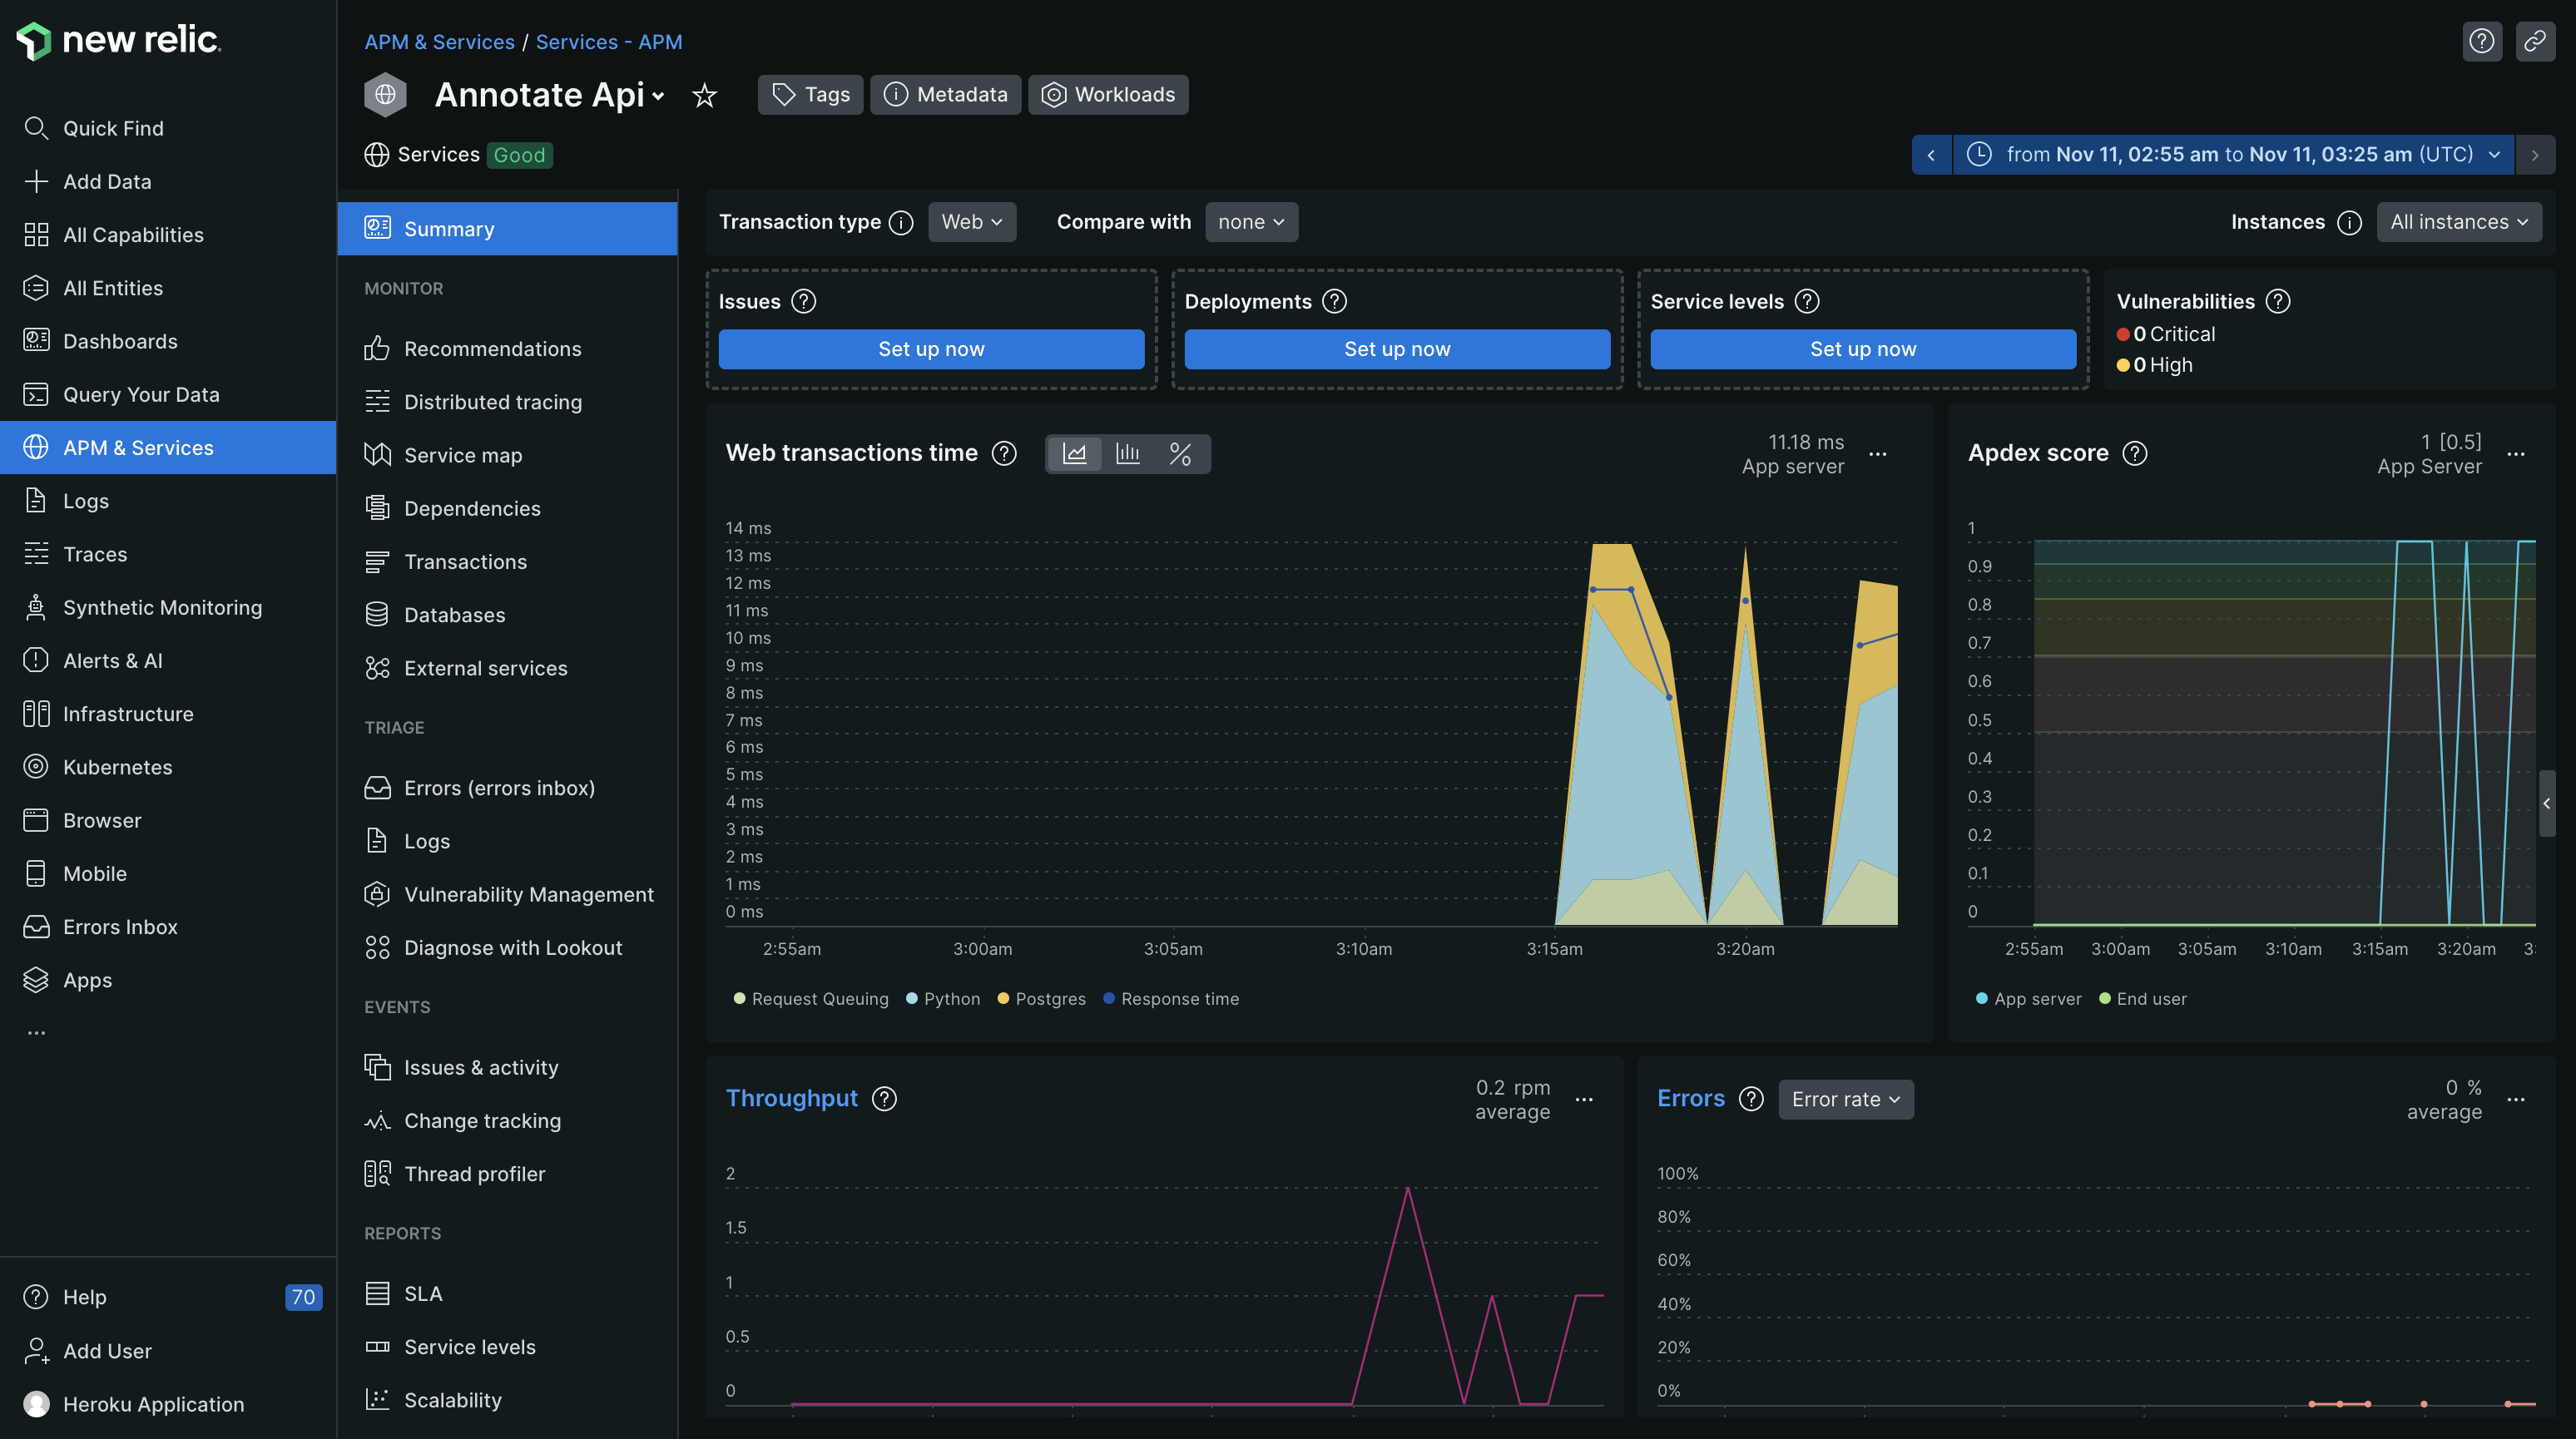 new relic.
Quick Find
Add Data
All Capabilities
All Entities
Dashboards
Query Your Data
APM & Services
Logs
Traces
Synthetic Monitoring
Alerts & AI
Infrastructure
Kubernetes
Browser
Mobile
Errors Inbox
Apps
...
Help 70
Add User
Heroku Application
APM & Services / Services - APM
Annotate Api Tags Metadata Workloads
Services Good
from Nov 11, 02:55 am to Nov 11, 03:25 am (UTC)
Summary
MONITOR
Recommendations
Distributed tracing
Service map
Dependencies
Transactions
Databases
External services
TRIAGE
Errors (errors inbox)
Logs
Vulnerability Management
Diagnose with Lookout
EVENTS
Issues & activity
Change tracking
Thread profiler
REPORTS
SLA
Service levels
Scalability
Transaction type Web Compare with none Instances All instances
Issues
Set up now
Deployments
Set up now
Service levels
Set up now
Vulnerabilities
0 Critical
0 High
Web transactions time %
11.18 ms
App server
14 ms
13 ms
12 ms
11 ms
10 ms
9 ms
8 ms
7 ms
6 ms
5 ms
4 ms
3 ms
2 ms
1 ms
0 ms
2:55am 3:00am 3:05am 3:10am 3:15am 3:20am
Request Queuing Python Postgres Response time
Apdex score
1 [0.5]
App Server
1
0.9
0.8
0.7
0.6
0.5
0.4
0.3
0.2
0.1
0
2:55am 3:00am 3:05am 3:10am 3:15am 3:20am 3:
App server End user
Throughput
0.2 rpm
average
2
1.5
1
0.5
0
Errors Error rate
0 %
average
100%
80%
60%
40%
20%
0%